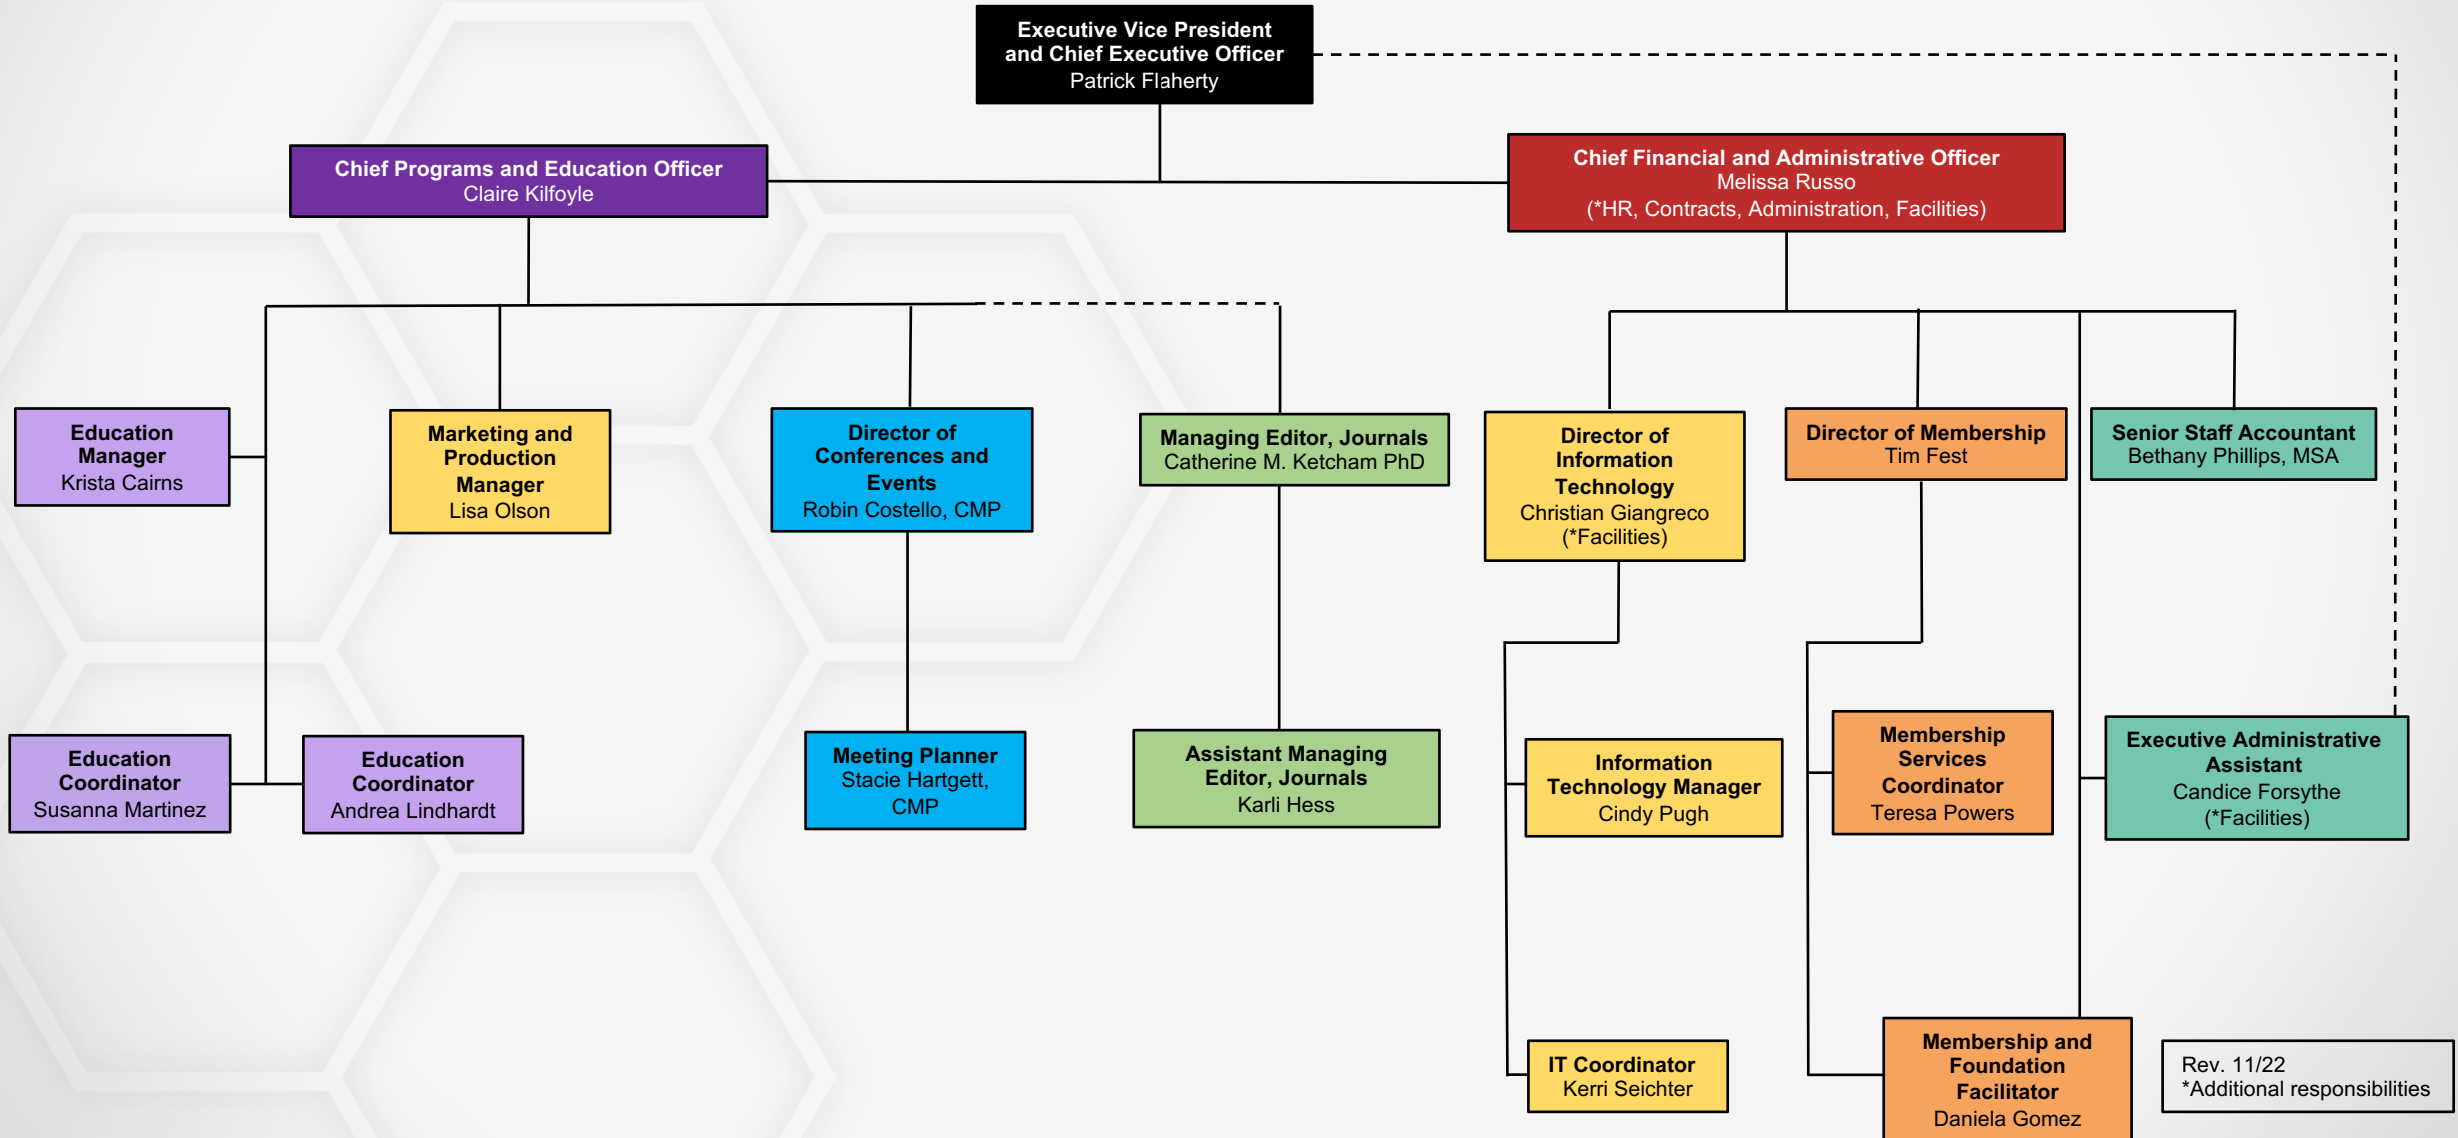 Executive Vice President
and Chief Executive Officer
Patrick Flaherty
Chief Programs and Education Officer
Claire Kilfoyle
Chief Financial and Administrative Officer
Melissa Russo
(*HR, Contracts, Administration, Facilities)
Education
Manager
Krista Cairns
Marketing and
Production
Manager
Lisa Olson
Director of
Conferences and
Events
Robin Costello, CMP
Managing Editor, Journals
Catherine M. Ketcham PhD
Director of
Information
Technology
Christian Giangreco
(*Facilities)
Director of Membership
Tim Fest
Senior Staff Accountant
Bethany Phillips, MSA
Education
Coordinator
Susanna Martinez
Education
Coordinator
Andrea Lindhardt
Meeting Planner
Stacie Hartgett,
CMP
Assistant Managing
Editor, Journals
Karli Hess
Information
Technology Manager
Cindy Pugh
Membership
Services
Coordinator
Teresa Powers
Executive Administrative
Assistant
Candice Forsythe
(*Facilities)
IT Coordinator
Kerri Seichter
Membership and
Foundation
Facilitator
Daniela Gomez
Rev. 11/22
*Additional responsibilities